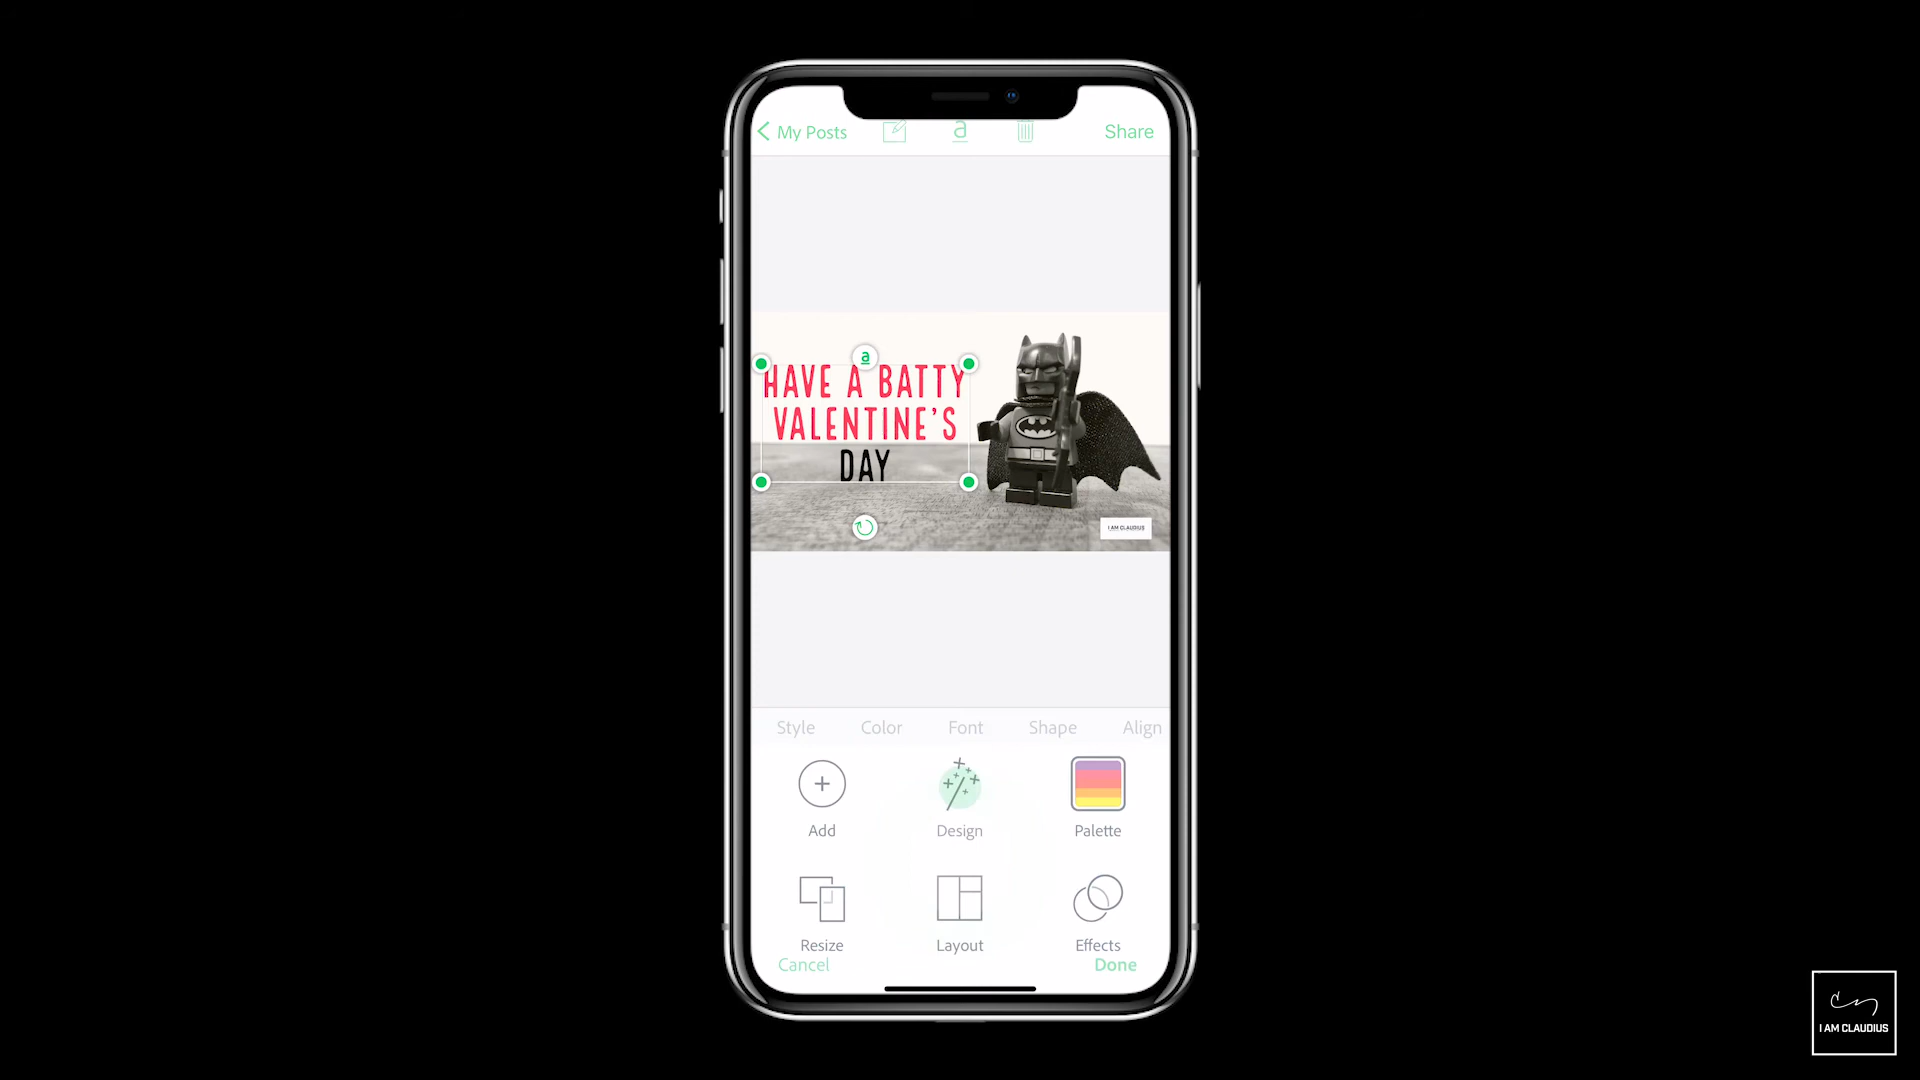 My Posts
a
Share
a
HAVE A BATTY
VALENTINE'S
DAY
I AM CLAUDIUS
Style
Color
Font
Shape
Align
Add
Design
Palette
Resize
Layout
Effects
Cancel
Done
I AM CLAUDIUS